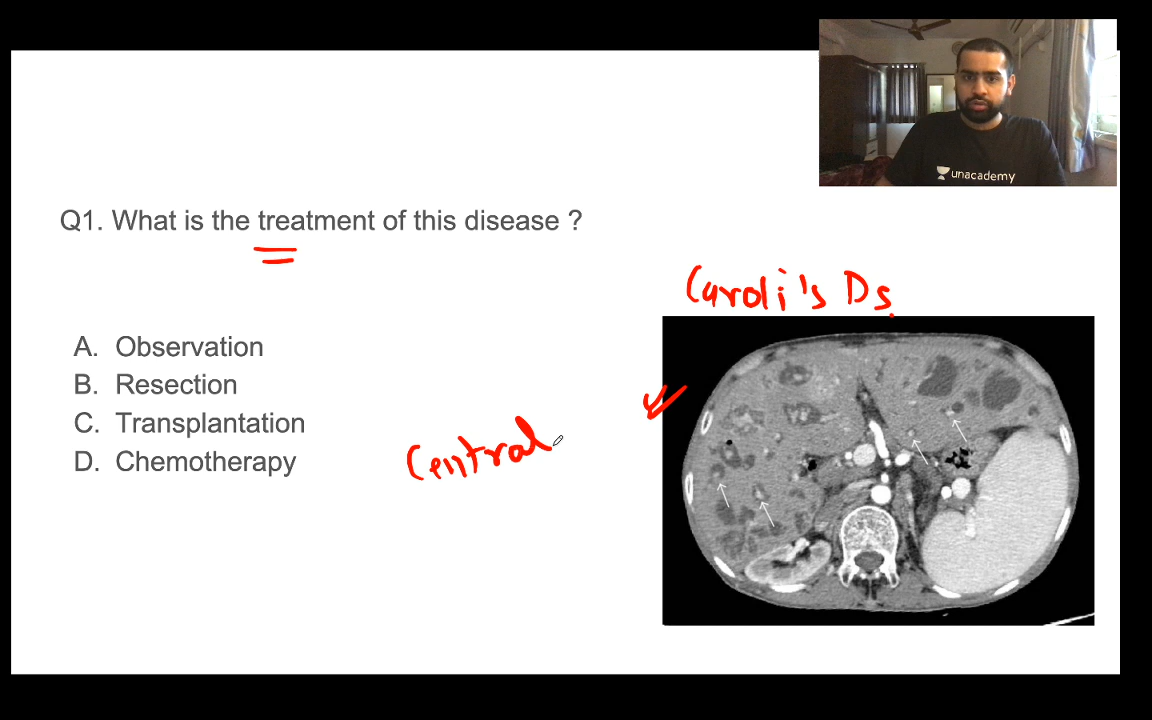 unacademy
Q1. What is the treatment of this disease ?
Caroli's Ds
A. Observation
B. Resection
C. Transplantation
D. Chemotherapy
Central